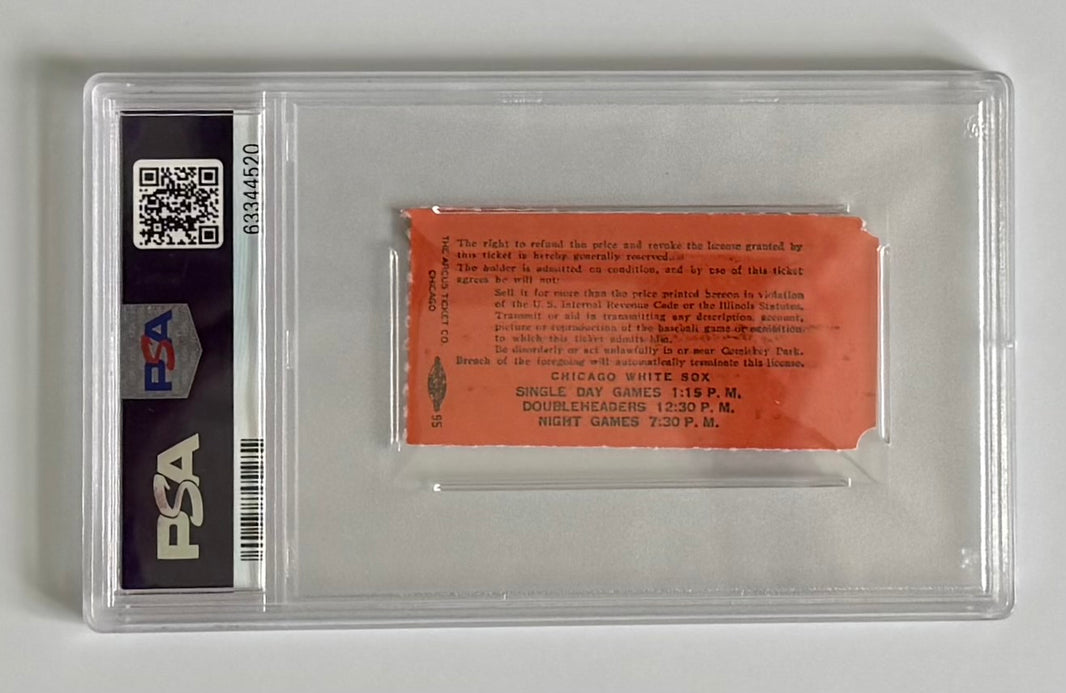 PSA
PSA
63344520
THE ARCUS TICKET CO.
CHICAGO
95
The right to refund the price and revoke the license granted by
this ticket is hereby generally reserved.
The holder is admitted on condition, and by use of this ticket
agrees he will not:
Sell it for more than the price printed hereon in violation
of the U. S. Internal Revenue Code or the Illinois Statutes.
Transmit or aid in transmitting any description, account,
picture or reproduction of the baseball game or exhibition
to which this ticket admits him.
Be disorderly or act unlawfully in or near Comiskey Park.
Breach of the foregoing will automatically terminate this license.
CHICAGO WHITE SOX
SINGLE DAY GAMES 1:15 P. M.
DOUBLEHEADERS 12:30 P. M.
NIGHT GAMES 7:30 P. M.